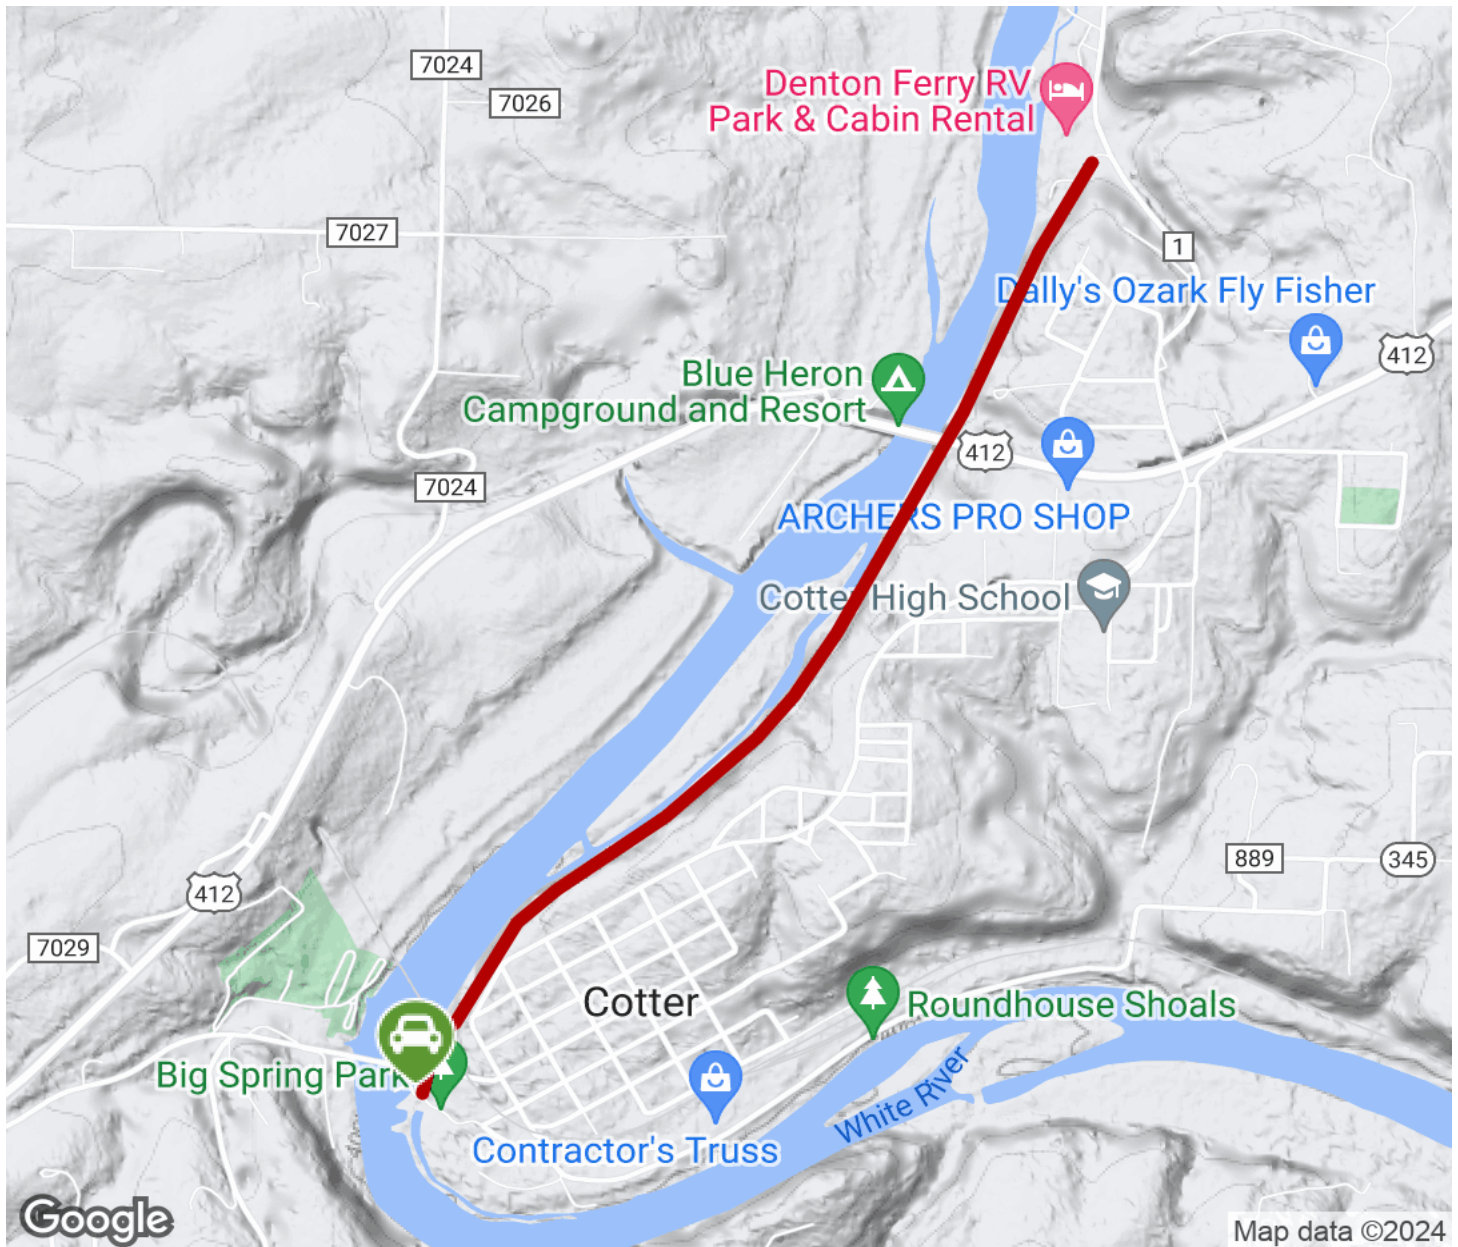 7024
7026
Denton Ferry RV
Park & Cabin Rental
7027
1
Dally's Ozark Fly Fisher
412
Blue Heron
Campground and Resort
412
7024
ARCHERS PRO SHOP
Cotter High School
889
345
412
7029
Cotter
Roundhouse Shoals
Big Spring Park
White River
Contractor's Truss
Google
Map data ©2024